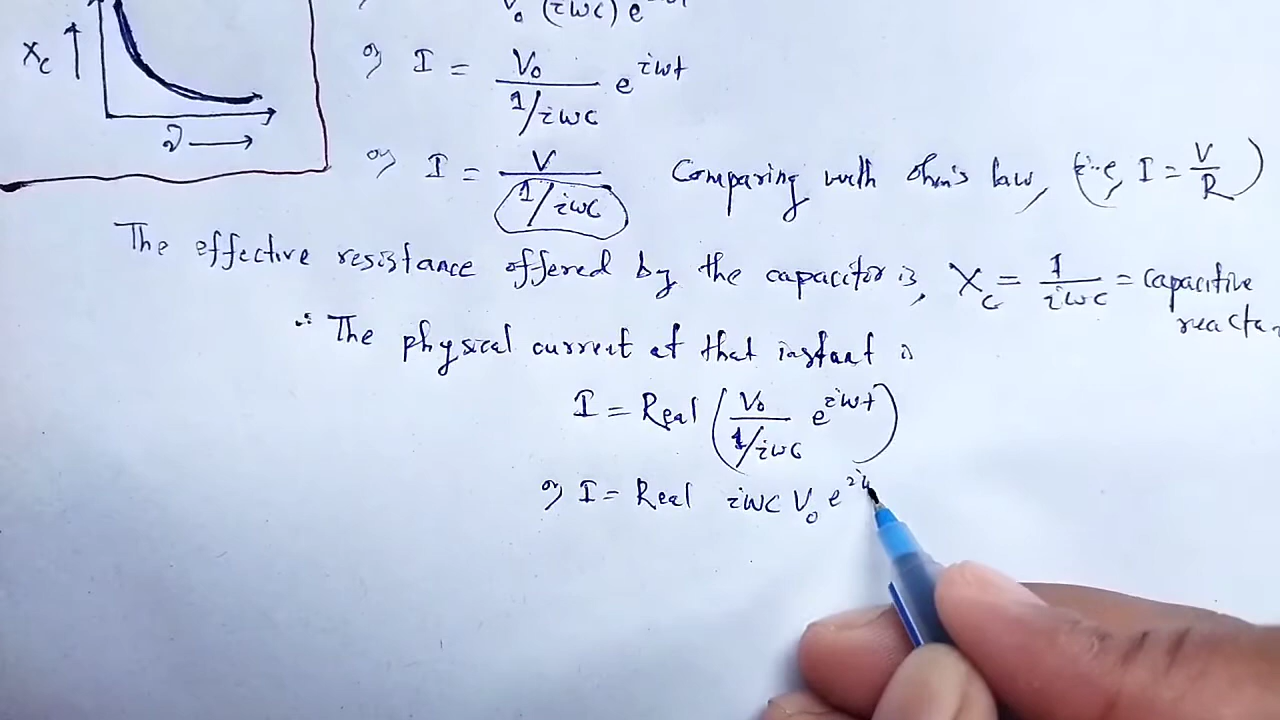 V₀ (iωc) e
X_c ↑
or I = V₀ / (1/iωc) e^{iωt}
ν →
or I = V / (1/iωc) Comparing with ohm's law, (i.e, I = V/R)
The effective resistance offered by the capacitor is, X_c = 1/iωc = capacitive
reacta
∴ The physical current at that instant is
I = Real (V₀ / (1/iωc) e^{iωt})
or I = Real iωc V₀ e^{i